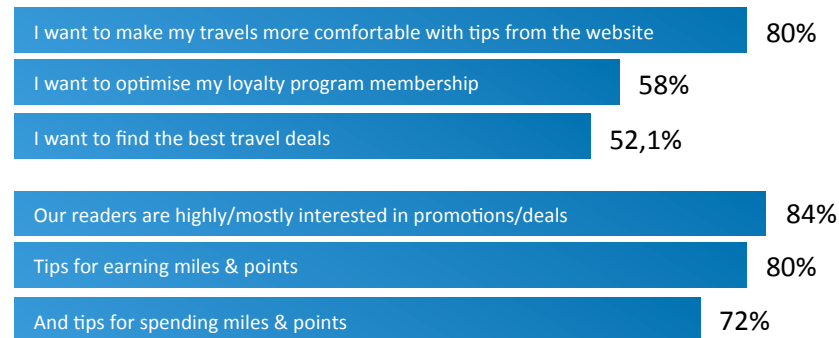 I want to make my travels more comfortable with tips from the website 80%
I want to optimise my loyalty program membership 58%
I want to find the best travel deals 52,1%
Our readers are highly/mostly interested in promotions/deals 84%
Tips for earning miles & points 80%
And tips for spending miles & points 72%